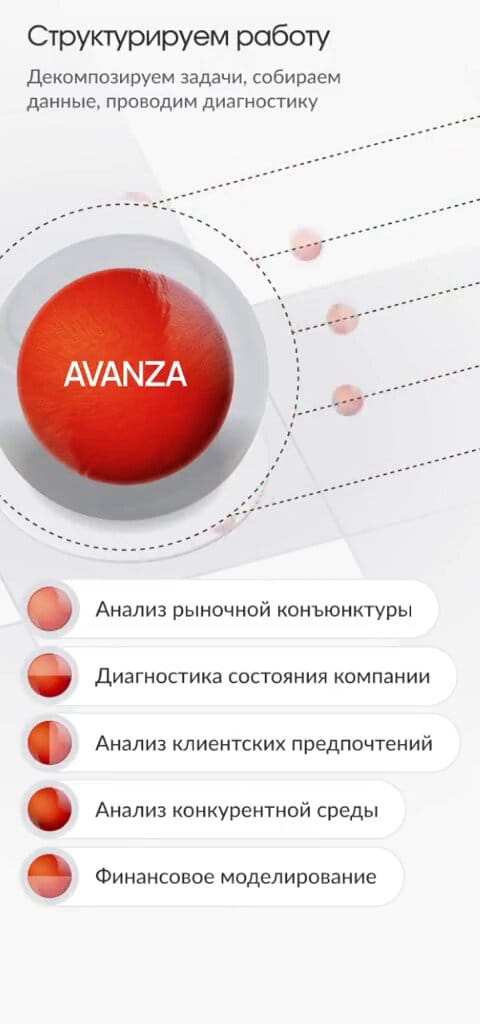 Структурируем работу
Декомпозируем задачи, собираем
данные, проводим диагностику
AVANZA
Анализ рыночной конъюнктуры
Диагностика состояния компании
Анализ клиентских предпочтений
Анализ конкурентной среды
Финансовое моделирование